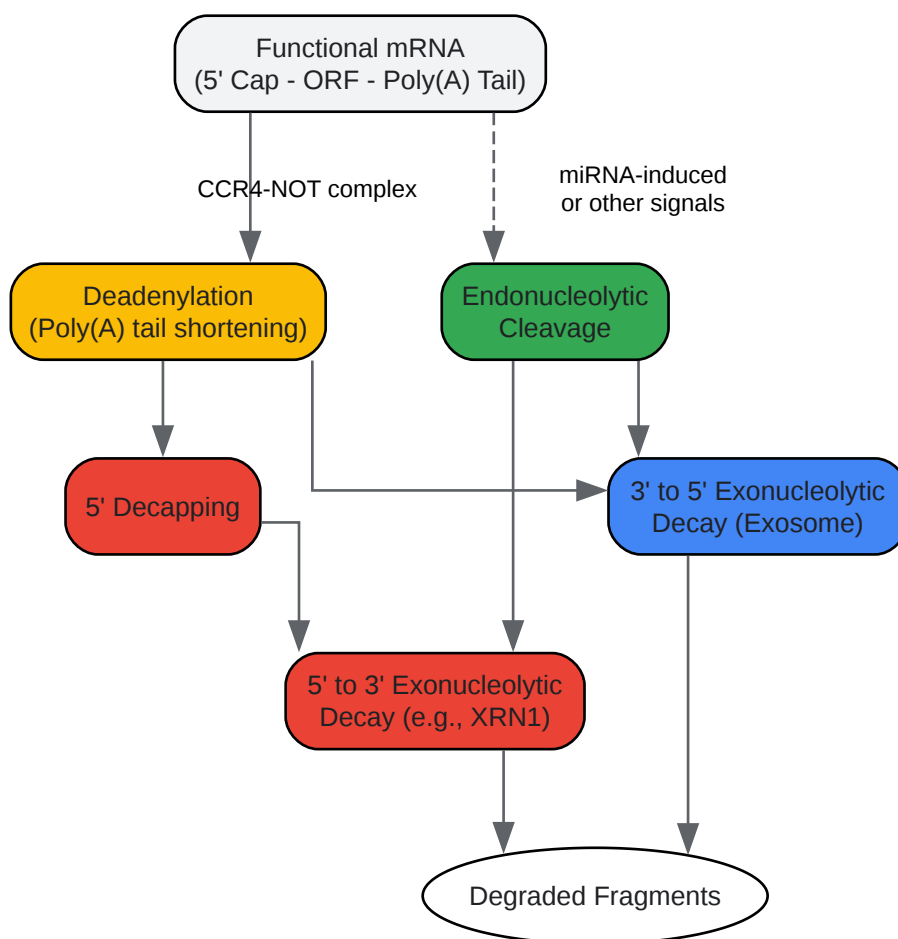 Functional mRNA
(5' Cap - ORF - Poly(A) Tail)
CCR4-NOT complex
miRNA-induced
or other signals
Deadenylation
(Poly(A) tail shortening)
Endonucleolytic
Cleavage
5' Decapping
3' to 5' Exonucleolytic
Decay (Exosome)
5' to 3' Exonucleolytic
Decay (e.g., XRN1)
Degraded Fragments